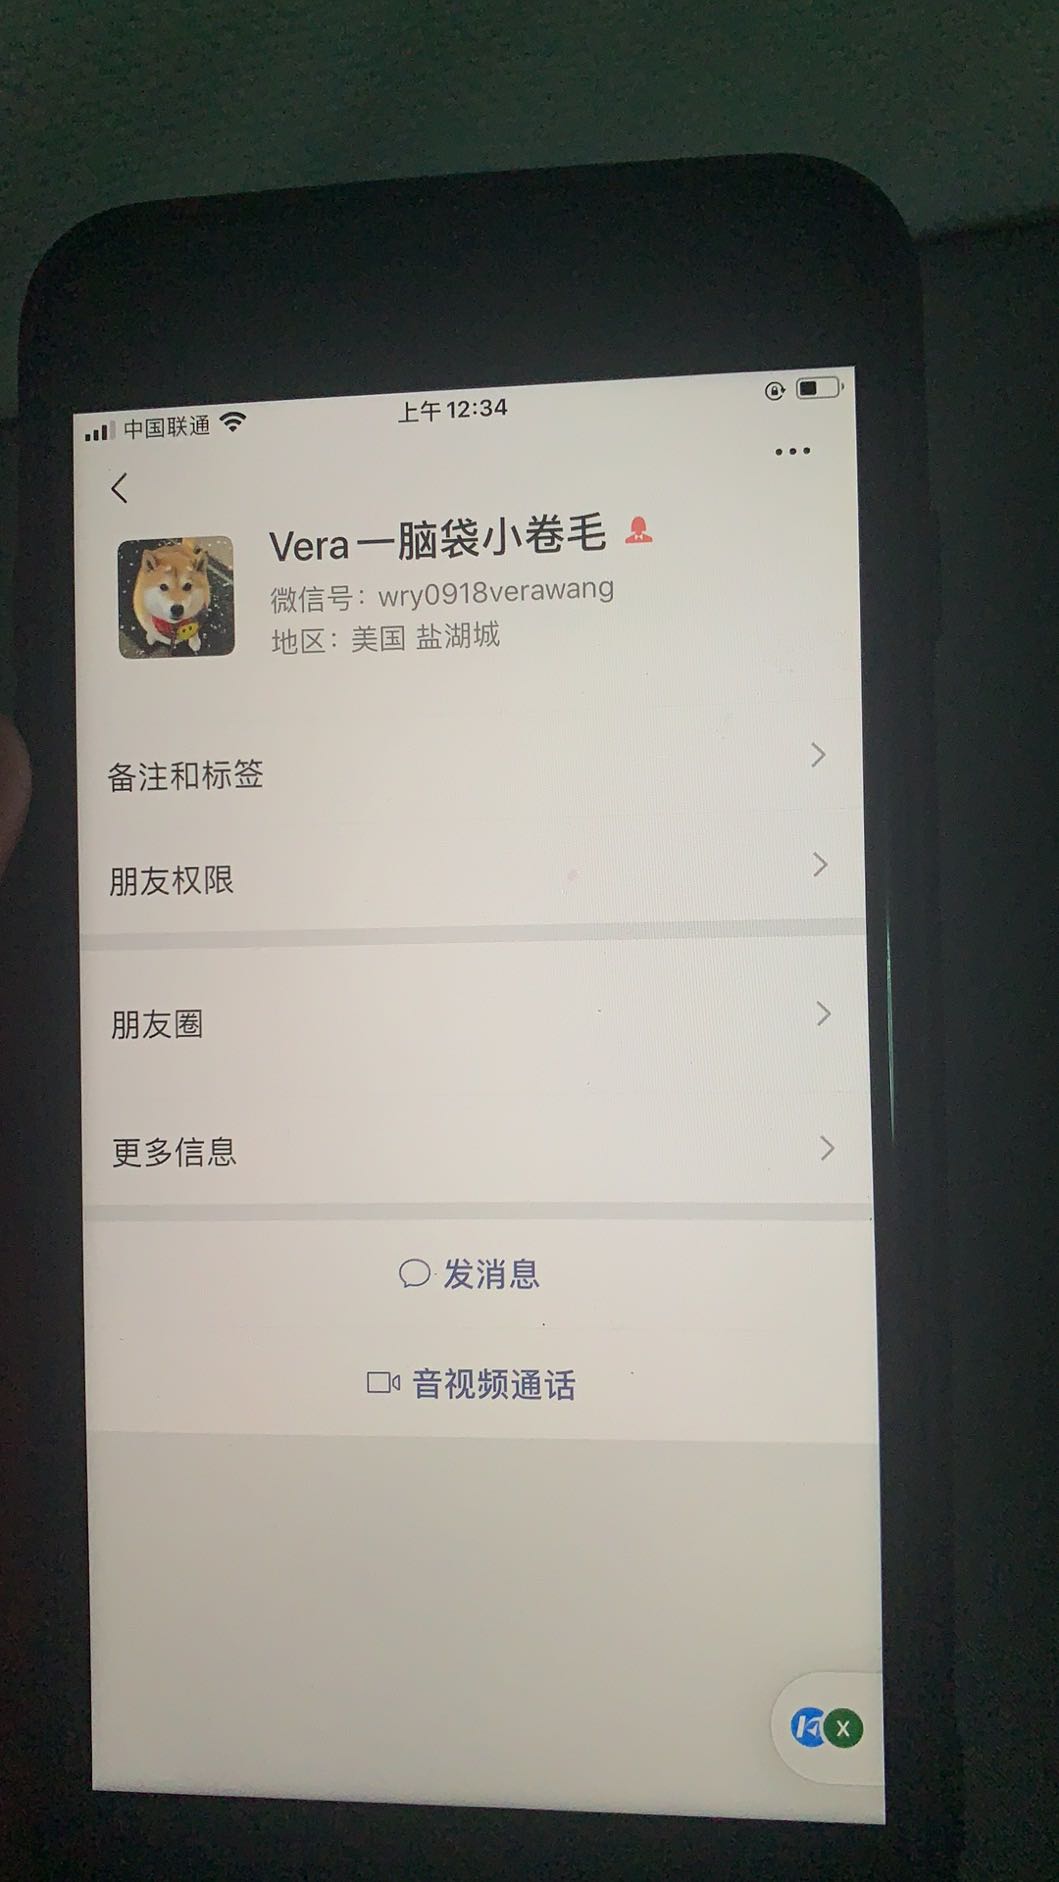 中国联通
上午12:34
Vera一脑袋小卷毛
微信号：wry0918verawang
地区：美国 盐湖城
备注和标签
朋友权限
朋友圈
更多信息
发消息
音视频通话
X